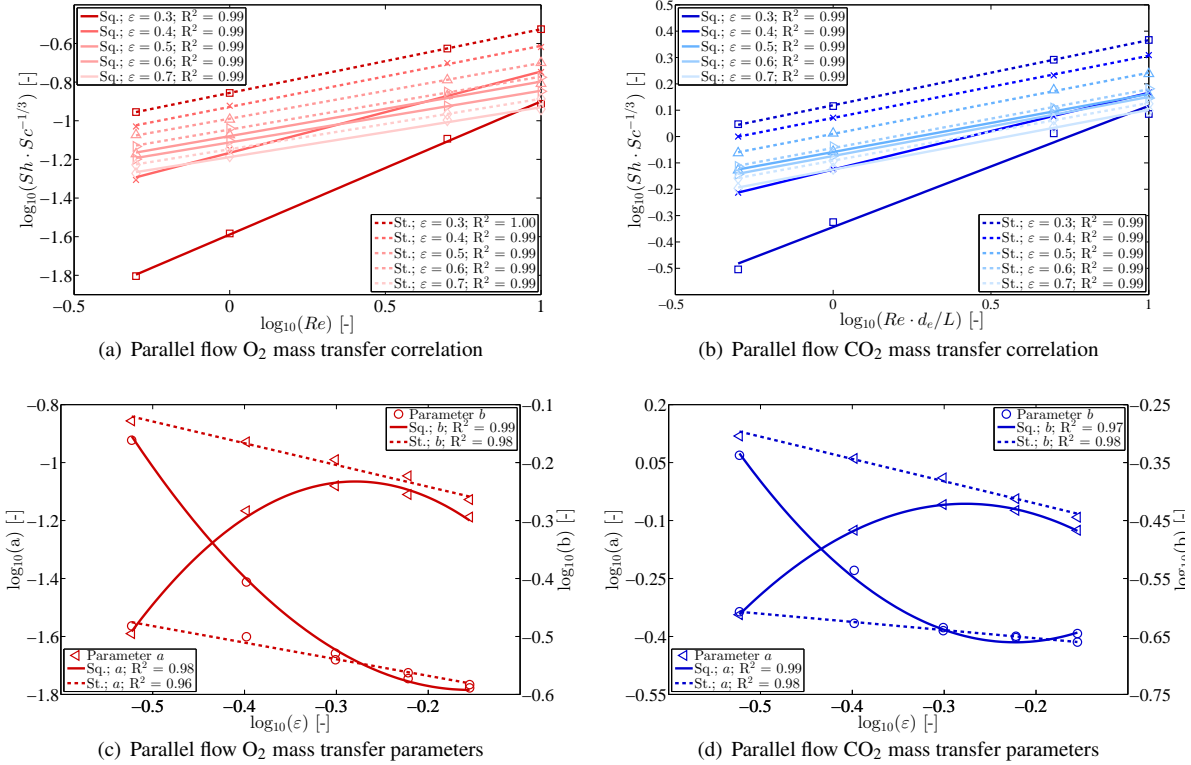 Sq.; ε = 0.3; R² = 0.99
Sq.; ε = 0.4; R² = 0.99
Sq.; ε = 0.5; R² = 0.99
Sq.; ε = 0.6; R² = 0.99
Sq.; ε = 0.7; R² = 0.99
−0.6
−0.8
−1
−1.2
−1.4
−1.6
−1.8
log₁₀(Sh · Sc⁻¹ᐟ³) [-]
St.; ε = 0.3; R² = 1.00
St.; ε = 0.4; R² = 0.99
St.; ε = 0.5; R² = 0.99
St.; ε = 0.6; R² = 0.99
St.; ε = 0.7; R² = 0.99
−0.5
0
0.5
1
log₁₀(Re) [-]
(a) Parallel flow O₂ mass transfer correlation
Sq.; ε = 0.3; R² = 0.99
Sq.; ε = 0.4; R² = 0.99
Sq.; ε = 0.5; R² = 0.99
Sq.; ε = 0.6; R² = 0.99
Sq.; ε = 0.7; R² = 0.99
0.5
0.4
0.3
0.2
0.1
0.0
−0.1
−0.2
−0.3
−0.4
−0.5
log₁₀(Sh · Sc⁻¹ᐟ³) [-]
St.; ε = 0.3; R² = 0.99
St.; ε = 0.4; R² = 0.99
St.; ε = 0.5; R² = 0.99
St.; ε = 0.6; R² = 0.99
St.; ε = 0.7; R² = 0.99
−0.5
0
0.5
1
log₁₀(Re · dₑ/L) [-]
(b) Parallel flow CO₂ mass transfer correlation
−0.8
−1
−1.2
−1.4
−1.6
−1.8
log₁₀(a) [-]
Parameter b
Sq.; b; R² = 0.99
St.; b; R² = 0.98
Parameter a
Sq.; a; R² = 0.98
St.; a; R² = 0.96
−0.1
−0.2
−0.3
−0.4
−0.5
−0.6
log₁₀(b) [-]
−0.5
−0.4
−0.3
−0.2
log₁₀(ε) [-]
(c) Parallel flow O₂ mass transfer parameters
0.2
0.05
−0.1
−0.25
−0.4
−0.55
log₁₀(a) [-]
Parameter b
Sq.; b; R² = 0.97
St.; b; R² = 0.98
Parameter a
Sq.; a; R² = 0.99
St.; a; R² = 0.98
−0.25
−0.35
−0.45
−0.55
−0.65
−0.75
log₁₀(b) [-]
−0.5
−0.4
−0.3
−0.2
log₁₀(ε) [-]
(d) Parallel flow CO₂ mass transfer parameters